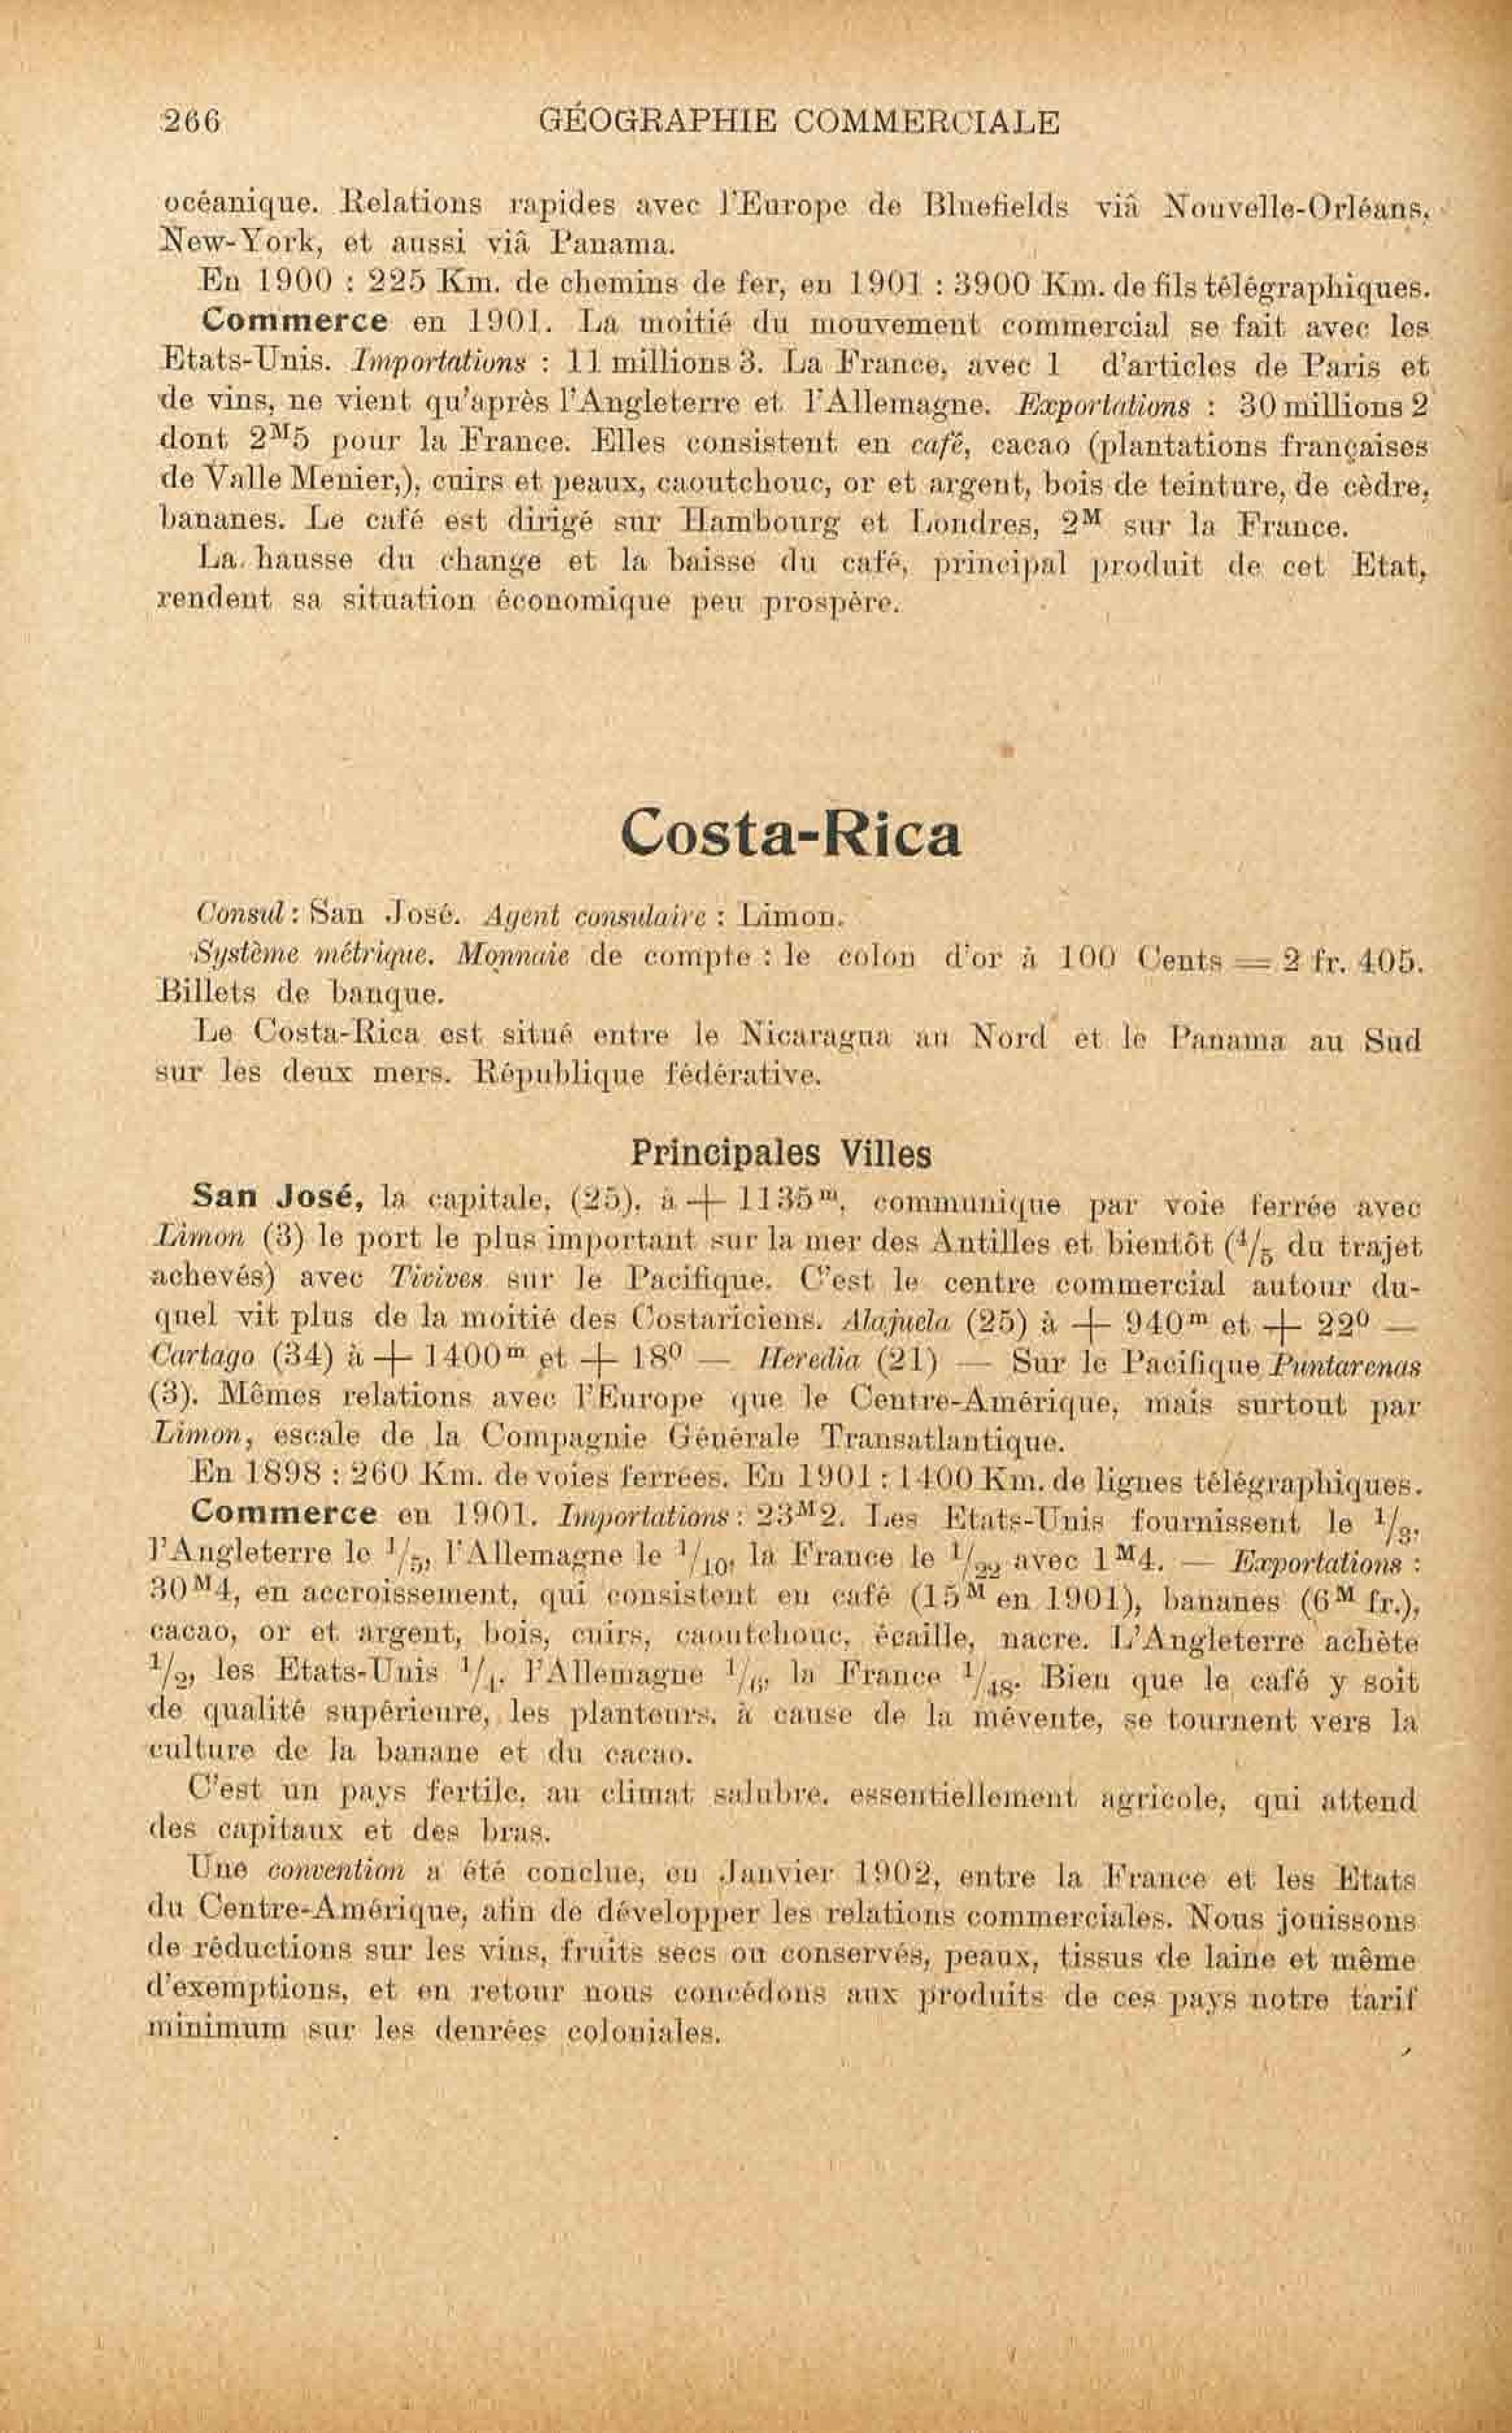 266 GÉOGRAPHIE COMMERCIALE
océanique. Relations rapides avec l'Europe de Bluefields viâ Nouvelle-Orléans,
New-York, et aussi viâ Panama.
En 1900 : 225 Km. de chemins de fer, en 1901 : 3900 Km. de fils télégraphiques.
Commerce en 1901. La moitié du mouvement commercial se fait avec les
Etats-Unis. Importations : 11 millions 3. La France, avec 1 d'articles de Paris et
de vins, ne vient qu'après l'Angleterre et l'Allemagne. Exportations : 30 millions 2
dont 2ᴹ5 pour la France. Elles consistent en café, cacao (plantations françaises
de Valle Menier,), cuirs et peaux, caoutchouc, or et argent, bois de teinture, de cèdre,
bananes. Le café est dirigé sur Hambourg et Londres, 2ᴹ sur la France.
La hausse du change et la baisse du café, principal produit de cet Etat,
rendent sa situation économique peu prospère.
Costa-Rica
Consul : San José. Agent consulaire : Limon.
Système métrique. Monnaie de compte : le colon d'or à 100 Cents = 2 fr. 405.
Billets de banque.
Le Costa-Rica est situé entre le Nicaragua au Nord et le Panama au Sud
sur les deux mers. République fédérative.
Principales Villes
San José, la capitale, (25), à + 1135ᵐ, communique par voie ferrée avec
Limon (3) le port le plus important sur la mer des Antilles et bientôt (4/5 du trajet
achevés) avec Tivives sur le Pacifique. C'est le centre commercial autour du-
quel vit plus de la moitié des Costariciens. Alajuela (25) à + 940ᵐ et + 22⁰ —
Cartago (34) à + 1400ᵐ et + 18⁰ — Heredia (21) — Sur le Pacifique Puntarenas
(3). Mêmes relations avec l'Europe que le Centre-Amérique, mais surtout par
Limon, escale de la Compagnie Générale Transatlantique.
En 1898 : 260 Km. de voies ferrées. En 1901 : 1400 Km. de lignes télégraphiques.
Commerce en 1901. Importations : 23ᴹ2. Les Etats-Unis fournissent le 1/3,
l'Angleterre le 1/5, l'Allemagne le 1/10, la France le 1/22 avec 1ᴹ4. — Exportations :
30ᴹ4, en accroissement, qui consistent en café (15ᴹ en 1901), bananes (6ᴹ fr.),
cacao, or et argent, bois, cuirs, caoutchouc, écaille, nacre. L'Angleterre achète
1/2, les Etats-Unis 1/4, l'Allemagne 1/6, la France 1/48. Bien que le café y soit
de qualité supérieure, les planteurs, à cause de la mévente, se tournent vers la
culture de la banane et du cacao.
C'est un pays fertile, au climat salubre, essentiellement agricole, qui attend
des capitaux et des bras.
Une convention a été conclue, en Janvier 1902, entre la France et les Etats
du Centre-Amérique, afin de développer les relations commerciales. Nous jouissons
de réductions sur les vins, fruits secs ou conservés, peaux, tissus de laine et même
d'exemptions, et en retour nous concédons aux produits de ces pays notre tarif
minimum sur les denrées coloniales.